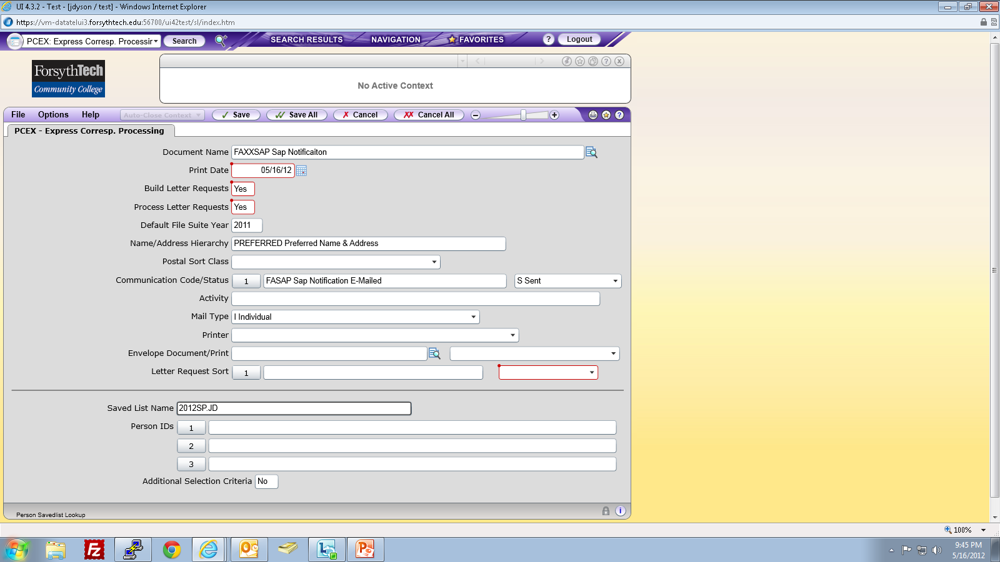 UI 4.3.2 - Test - [jdyson / test] - Windows Internet Explorer
https://vm-datatelui3.forsythtech.edu:56700/ui42test/sl/index.htm
PCEX: Express Corresp. Processir Search SEARCH RESULTS NAVIGATION FAVORITES ? Logout
ForsythTech
Community College
No Active Context
File Options Help Auto-Close Context Save Save All Cancel Cancel All
PCEX - Express Corresp. Processing
Document Name FAXXSAP Sap Notificaiton
Print Date 05/16/12
Build Letter Requests Yes
Process Letter Requests Yes
Default File Suite Year 2011
Name/Address Hierarchy PREFERRED Preferred Name & Address
Postal Sort Class
Communication Code/Status 1 FASAP Sap Notification E-Mailed S Sent
Activity
Mail Type I Individual
Printer
Envelope Document/Print
Letter Request Sort 1
Saved List Name 2012SP.JD
Person IDs 1
2
3
Additional Selection Criteria No
Person Savedlist Lookup
100%
9:45 PM
5/16/2012